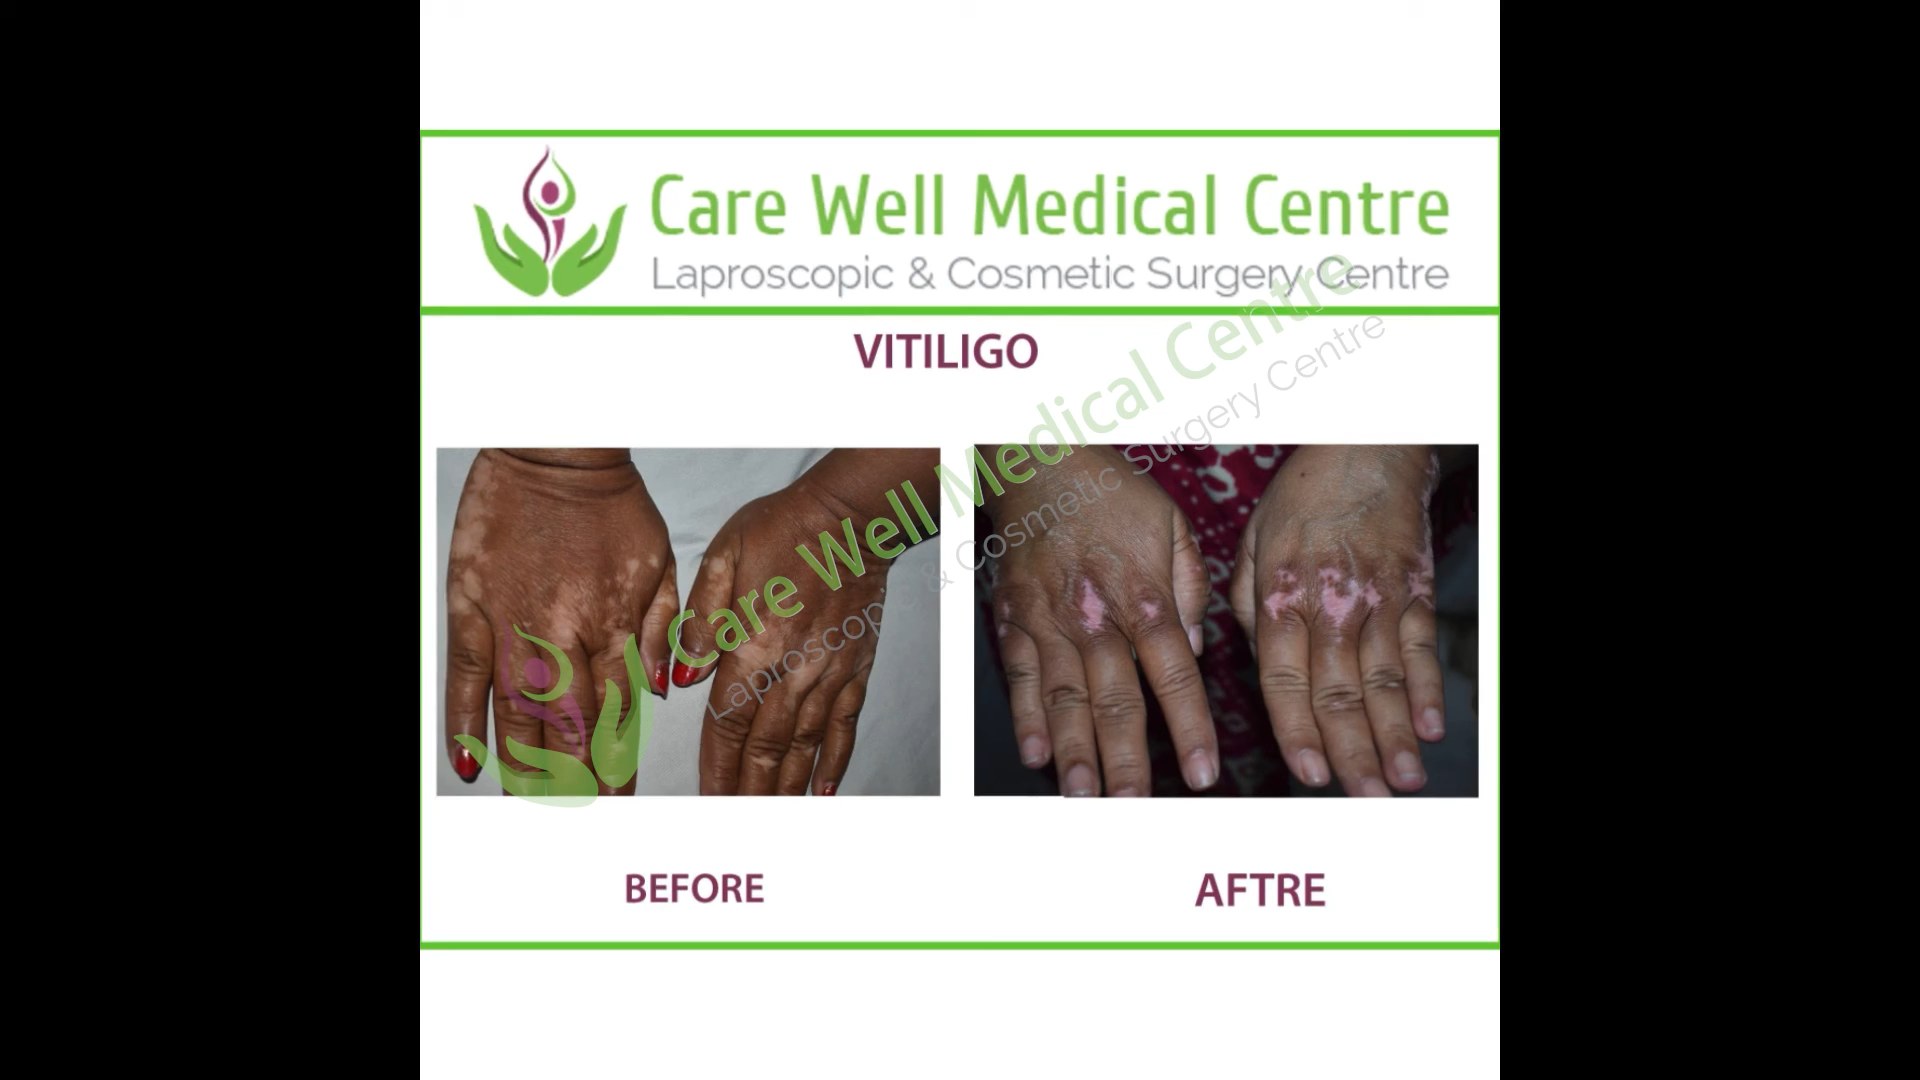 Care Well Medical Centre
Laproscopic & Cosmetic Surgery Centre
VITILIGO
Care Well Medical Centre
Laproscopic & Cosmetic Surgery Centre
BEFORE
AFTRE